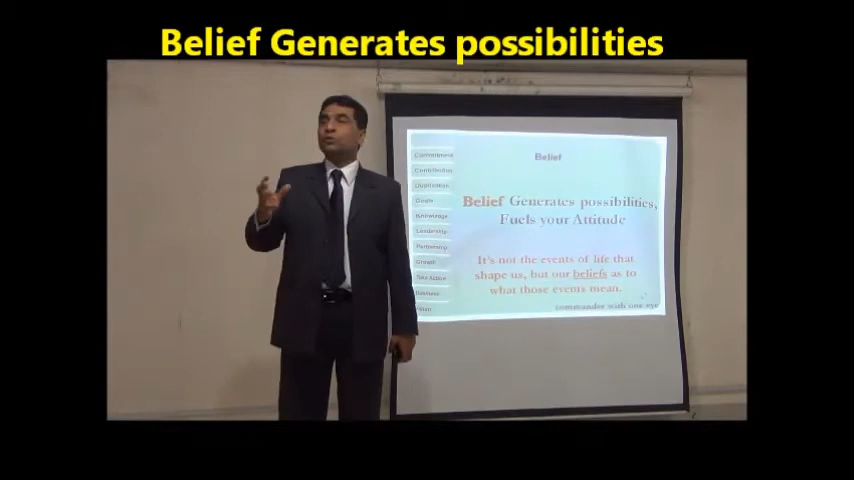 Belief Generates possibilities
Belief
Commitment
Contribution
Duplication
Goals
Knowledge
Leadership
Partnership
Growth
Take Action
Business
Vision
Belief Generates possibilities,
Fuels your Attitude
It's not the events of life that
shape us, but our beliefs as to
what those events mean.
commander with one eye